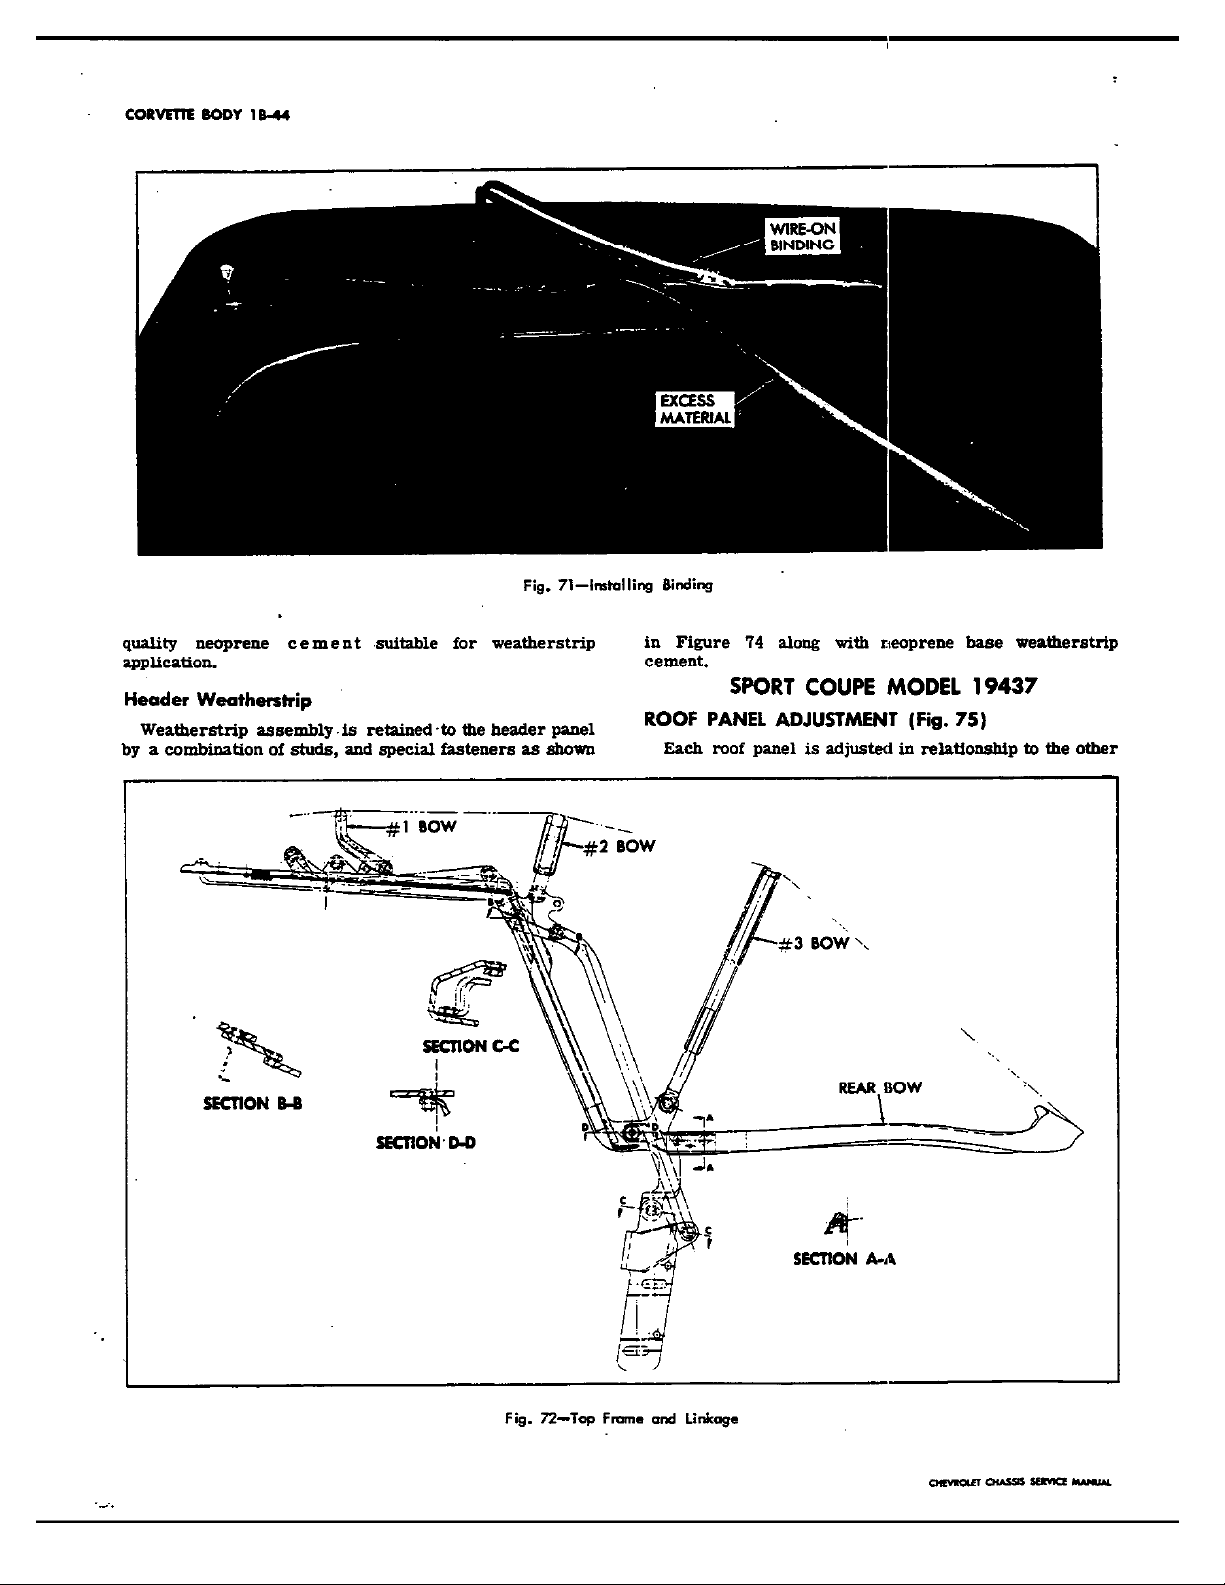 CORVETTE BODY 1B-44
WIRE-ON
BINDING
EXCESS
MATERIAL
Fig. 71—Installing Binding
quality neoprene cement suitable for weatherstrip
application.
Header Weatherstrip
Weatherstrip assembly is retained to the header panel
by a combination of studs, and special fasteners as shown
in Figure 74 along with neoprene base weatherstrip
cement.
SPORT COUPE MODEL 19437
ROOF PANEL ADJUSTMENT (Fig. 75)
Each roof panel is adjusted in relationship to the other
#1 BOW
#2 BOW
#3 BOW
B
B
SECTION C-C
SECTION B-B
SECTION D-D
REAR BOW
D
D
A
A
C
C
SECTION A-A
Fig. 72—Top Frame and Linkage
CHEVROLET CHASSIS SERVICE MANUAL